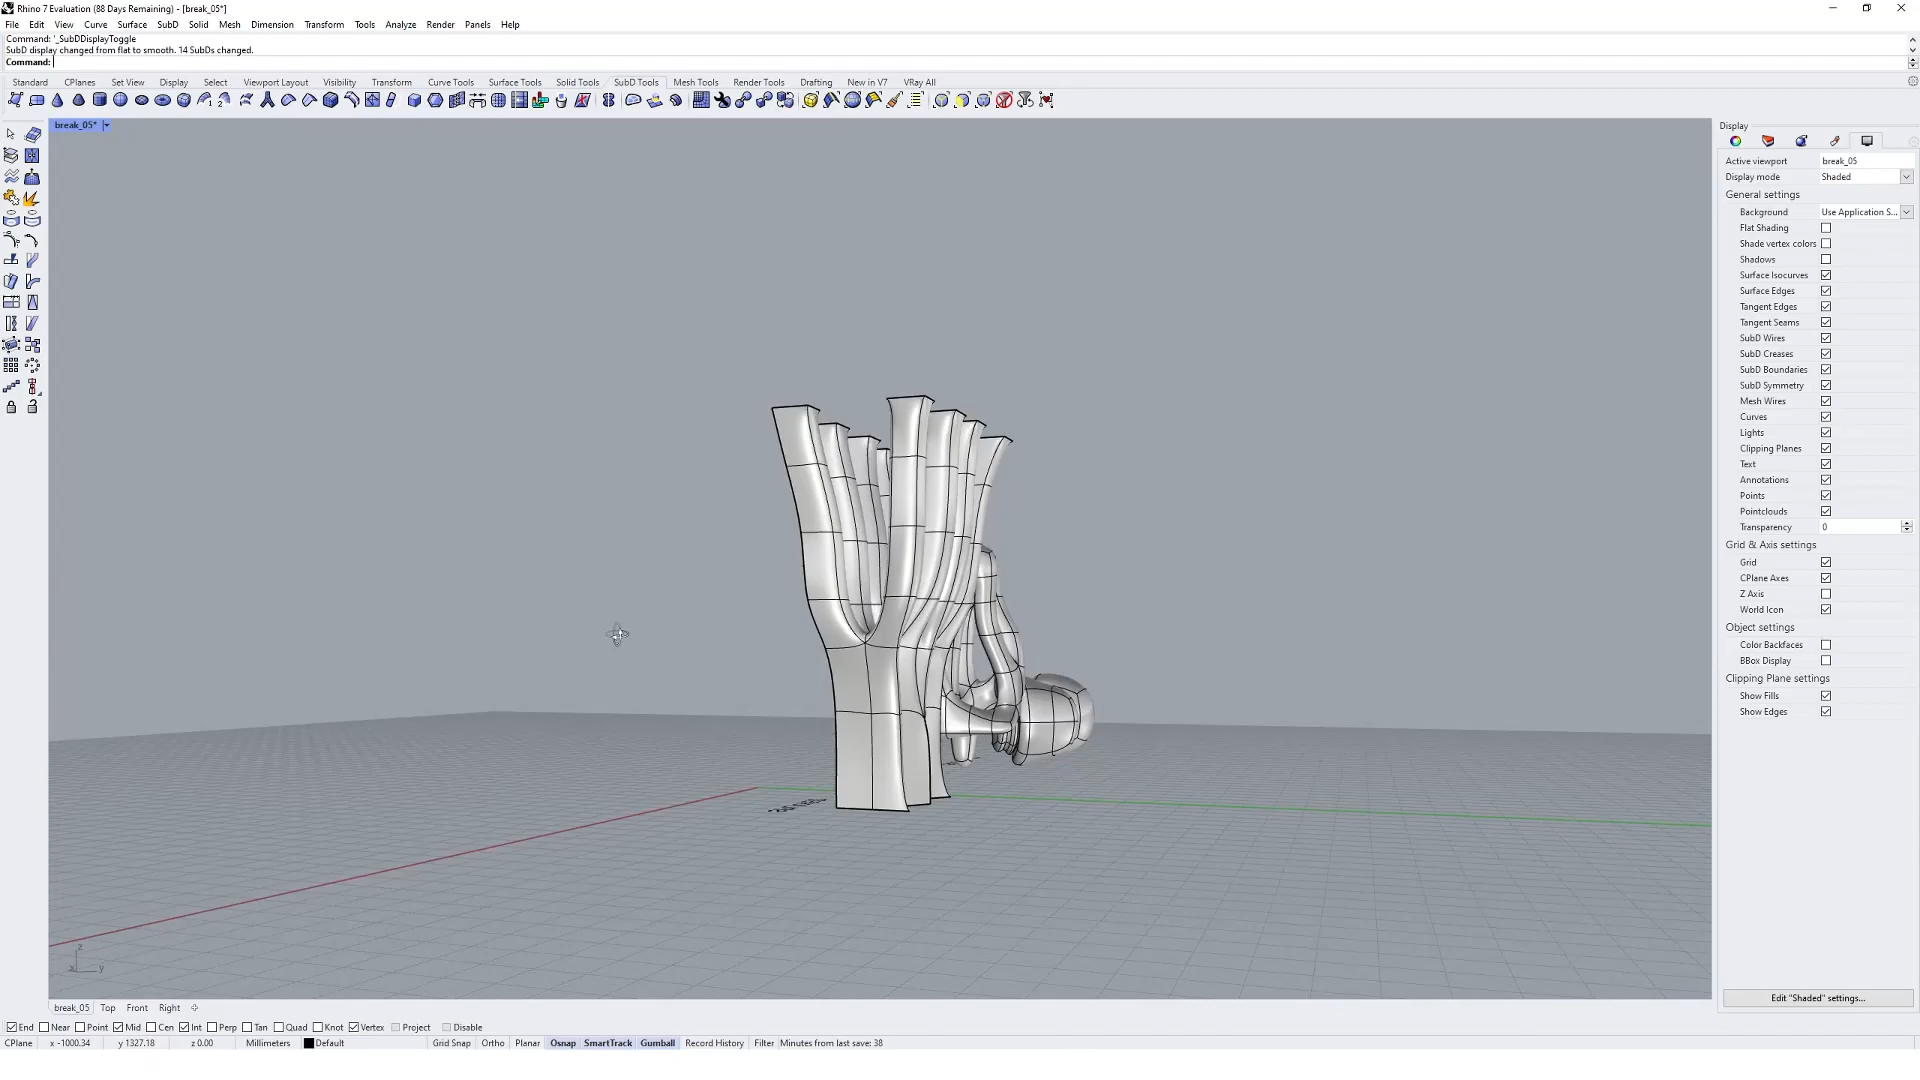 Rhino 7 Evaluation (88 Days Remaining) - [break_05*]
File Edit View Curve Surface SubD Solid Mesh Dimension Transform Tools Analyze Render Panels Help
Command: '_SubDDisplayToggle
SubD display changed from flat to smooth. 14 SubDs changed.
Command:
Standard CPlanes Set View Display Select Viewport Layout Visibility Transform Curve Tools Surface Tools Solid Tools SubD Tools Mesh Tools Render Tools Drafting New in V7 VRay All
break_05*
Display
Active viewport break_05
Display mode Shaded
General settings
Background Use Application S...
Flat Shading
Shade vertex colors
Shadows
Surface Isocurves
Surface Edges
Tangent Edges
Tangent Seams
SubD Wires
SubD Creases
SubD Boundaries
SubD Symmetry
Mesh Wires
Curves
Lights
Clipping Planes
Text
Annotations
Points
Pointclouds
Transparency 0
Grid & Axis settings
Grid
CPlane Axes
Z Axis
World Icon
Object settings
Color Backfaces
BBox Display
Clipping Plane settings
Show Fills
Show Edges
z
x y
Edit "Shaded" settings...
break_05 Top Front Right
End Near Point Mid Cen Int Perp Tan Quad Knot Vertex Project Disable
CPlane x -1000.34 y 1327.18 z 0.00 Millimeters Default Grid Snap Ortho Planar Osnap SmartTrack Gumball Record History Filter Minutes from last save: 38